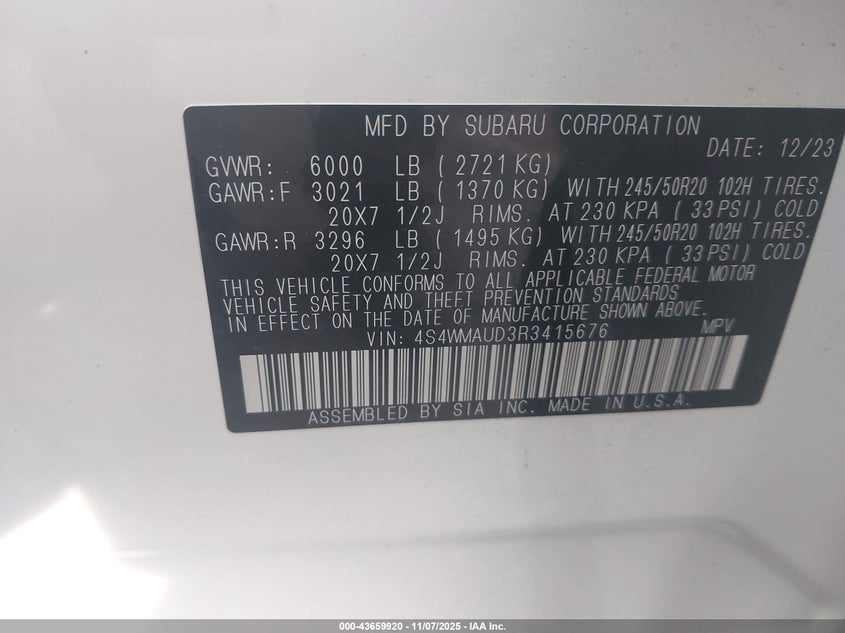 MFD BY SUBARU CORPORATION
DATE: 12/23
GVWR: 6000 LB ( 2721 KG)
GAWR:F 3021 LB ( 1370 KG) WITH 245/50R20 102H TIRES.
20X7 1/2J RIMS. AT 230 KPA ( 33 PSI) COLD
GAWR:R 3296 LB ( 1495 KG) WITH 245/50R20 102H TIRES.
20X7 1/2J RIMS. AT 230 KPA ( 33 PSI) COLD
THIS VEHICLE CONFORMS TO ALL APPLICABLE FEDERAL MOTOR
VEHICLE SAFETY AND THEFT PREVENTION STANDARDS
IN EFFECT ON THE DATE OF MANUFACTURE SHOWN ABOVE.
VIN: 4S4WMAUD3R3415676 MPV
ASSEMBLED BY SIA INC. MADE IN U.S.A.
000-43659920 | 11/07/2025 - IAA Inc.